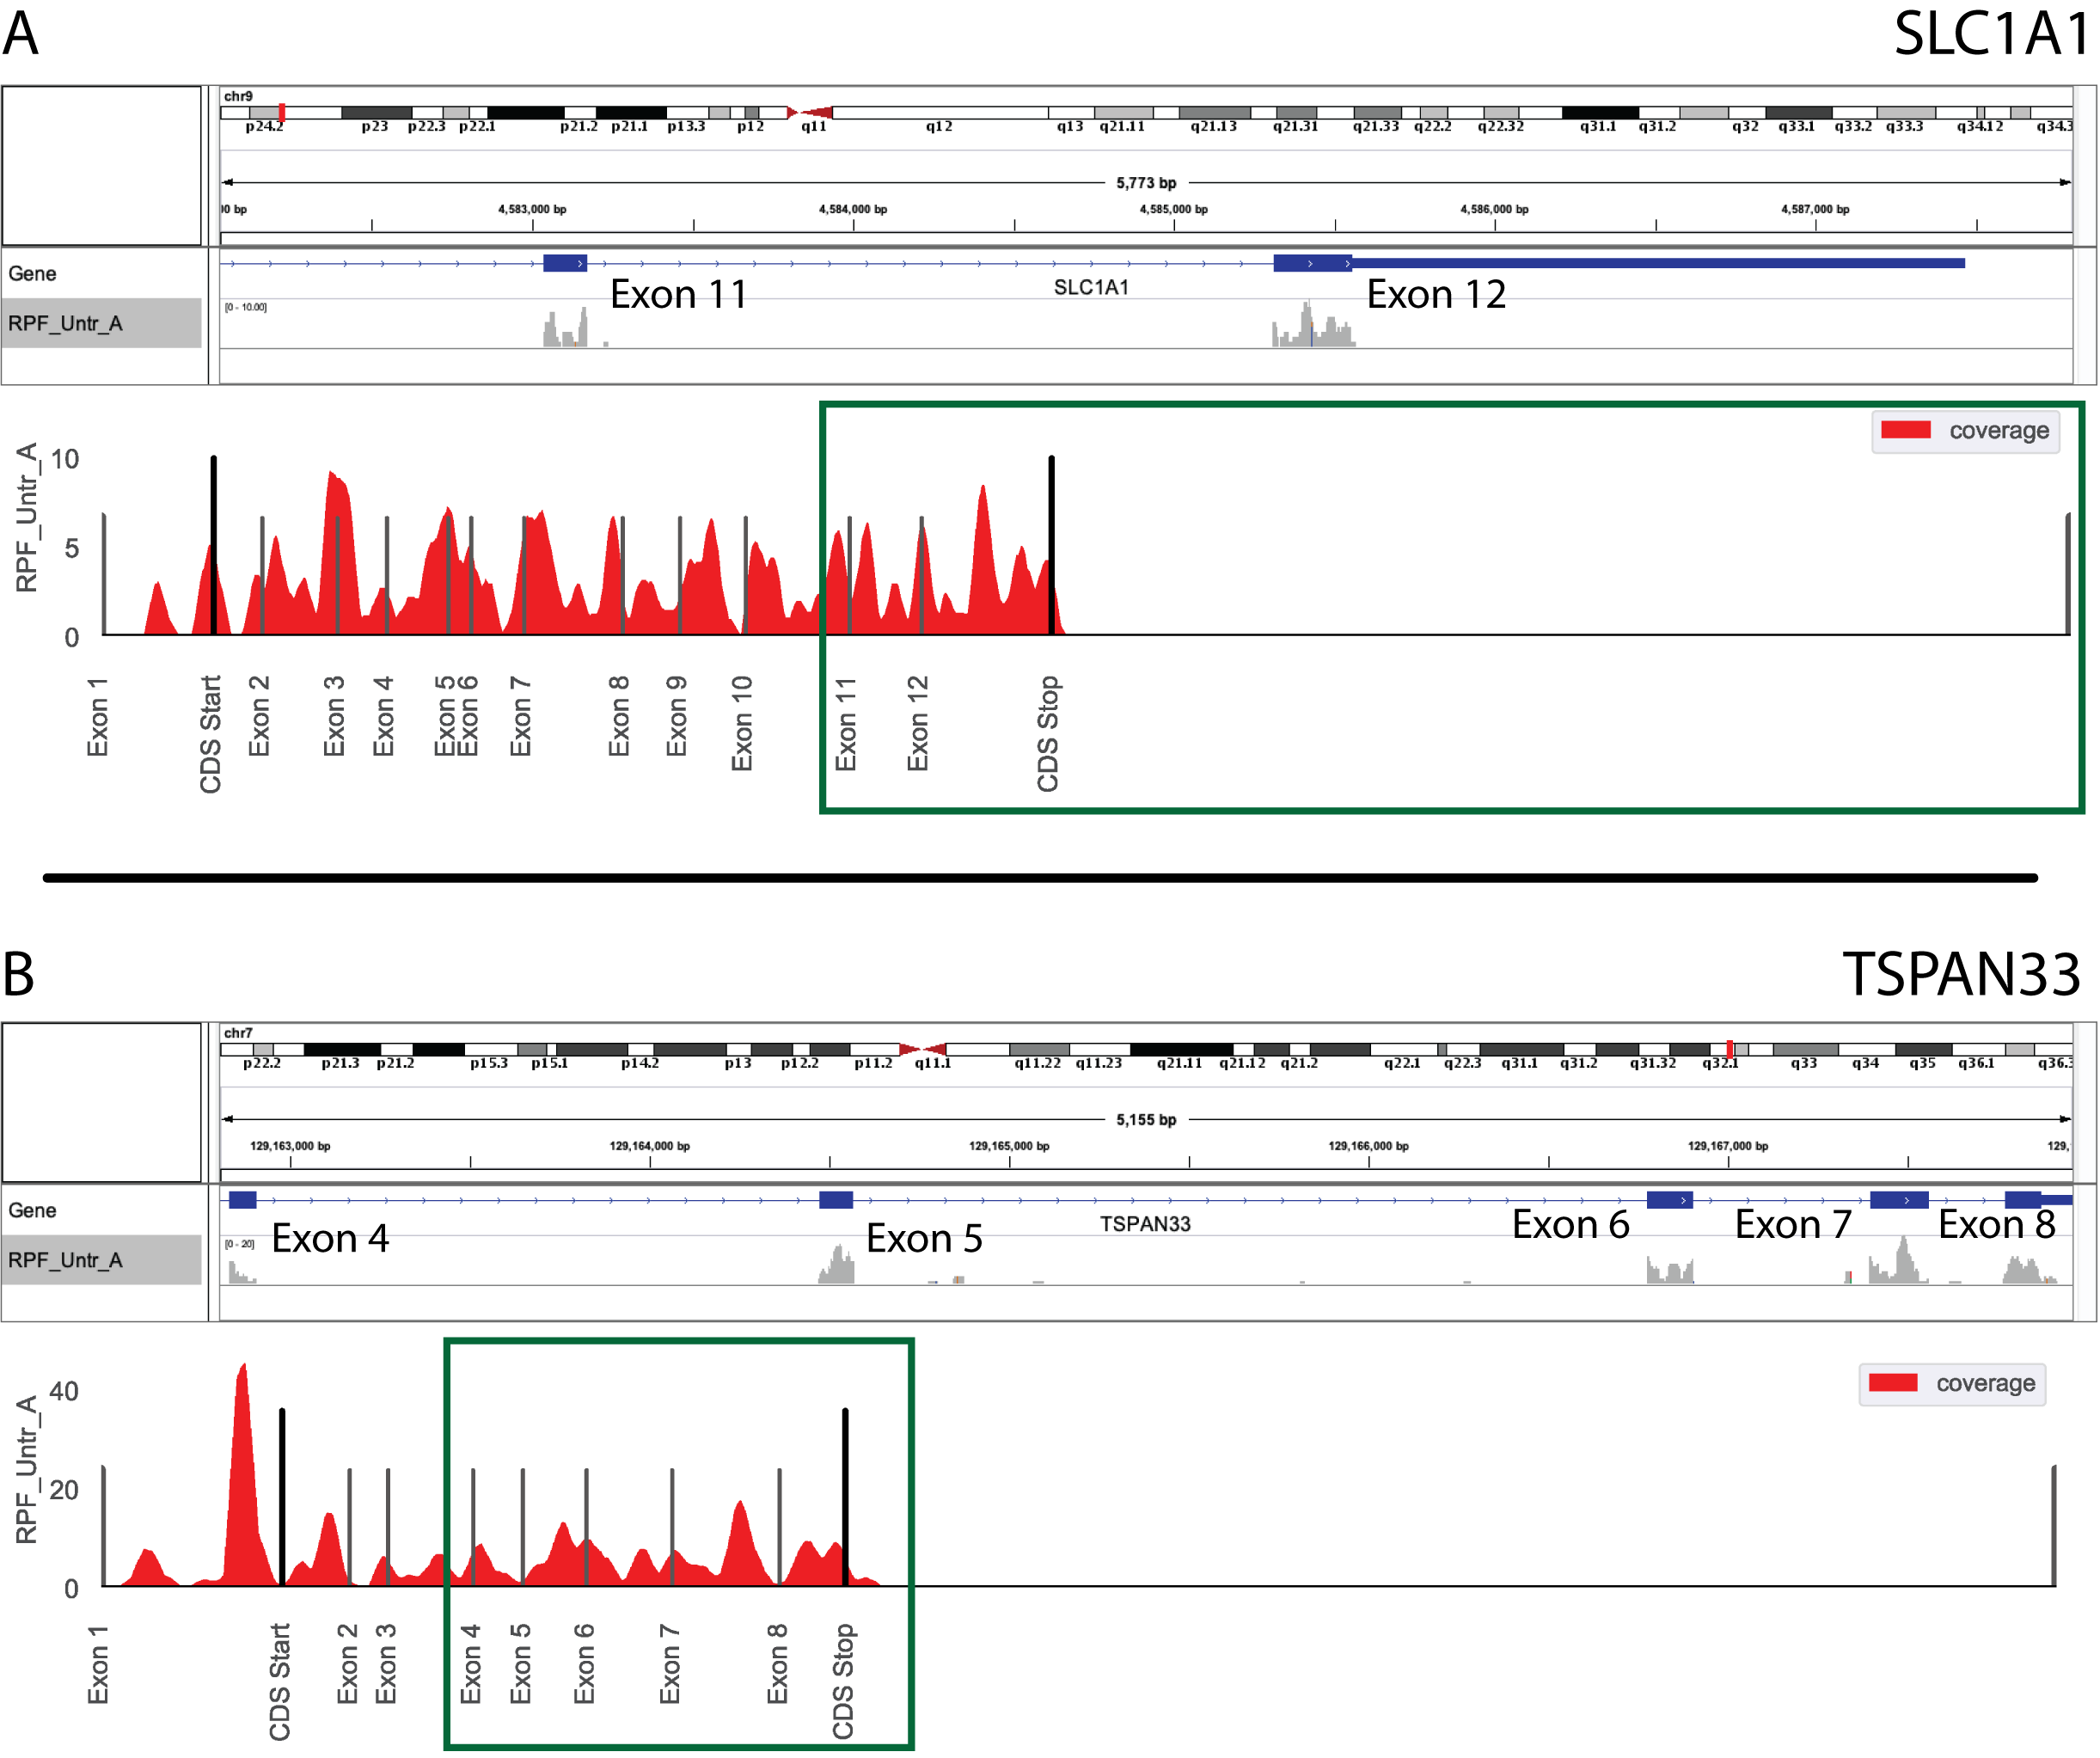 A
SLC1A1
chr9
p24.2 p23 p22.3 p22.1 p21.2 p21.1 p13.3 p12 q11 q12 q13 q21.11 q21.13 q21.31 q21.33 q22.2 q22.32 q31.1 q31.2 q32 q33.1 q33.2 q33.3 q34.12 q34.3
5,773 bp
00 bp 4,583,000 bp 4,584,000 bp 4,585,000 bp 4,586,000 bp 4,587,000 bp
Gene
Exon 11 SLC1A1 Exon 12
RPF_Untr_A
[0 - 10.00]
coverage
RPF_Untr_A
10
5
0
Exon 1 CDS Start Exon 2 Exon 3 Exon 4 Exon 5 Exon 6 Exon 7 Exon 8 Exon 9 Exon 10 Exon 11 Exon 12 CDS Stop
B
TSPAN33
chr7
p22.2 p21.3 p21.2 p15.3 p15.1 p14.2 p13 p12.2 p11.2 q11.1 q11.22 q11.23 q21.11 q21.12 q21.2 q22.1 q22.3 q31.1 q31.2 q31.32 q32.1 q33 q34 q35 q36.1 q36.3
5,155 bp
129,163,000 bp 129,164,000 bp 129,165,000 bp 129,166,000 bp 129,167,000 bp 129,
Gene
Exon 4 Exon 5 TSPAN33 Exon 6 Exon 7 Exon 8
RPF_Untr_A
[0 - 20]
coverage
RPF_Untr_A
40
20
0
Exon 1 CDS Start Exon 2 Exon 3 Exon 4 Exon 5 Exon 6 Exon 7 Exon 8 CDS Stop